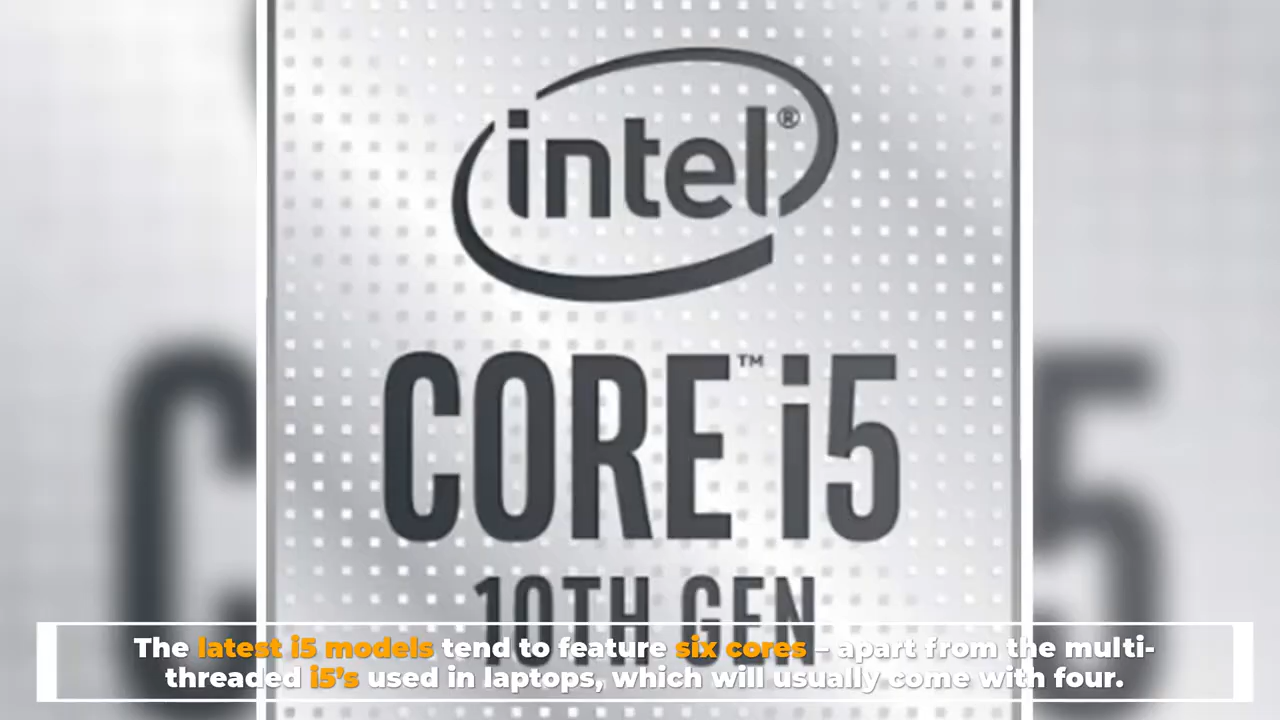 intel®
CORE™ i5
10TH GEN
The latest i5 models tend to feature six cores – apart from the multi-
threaded i5's used in laptops, which will usually come with four.